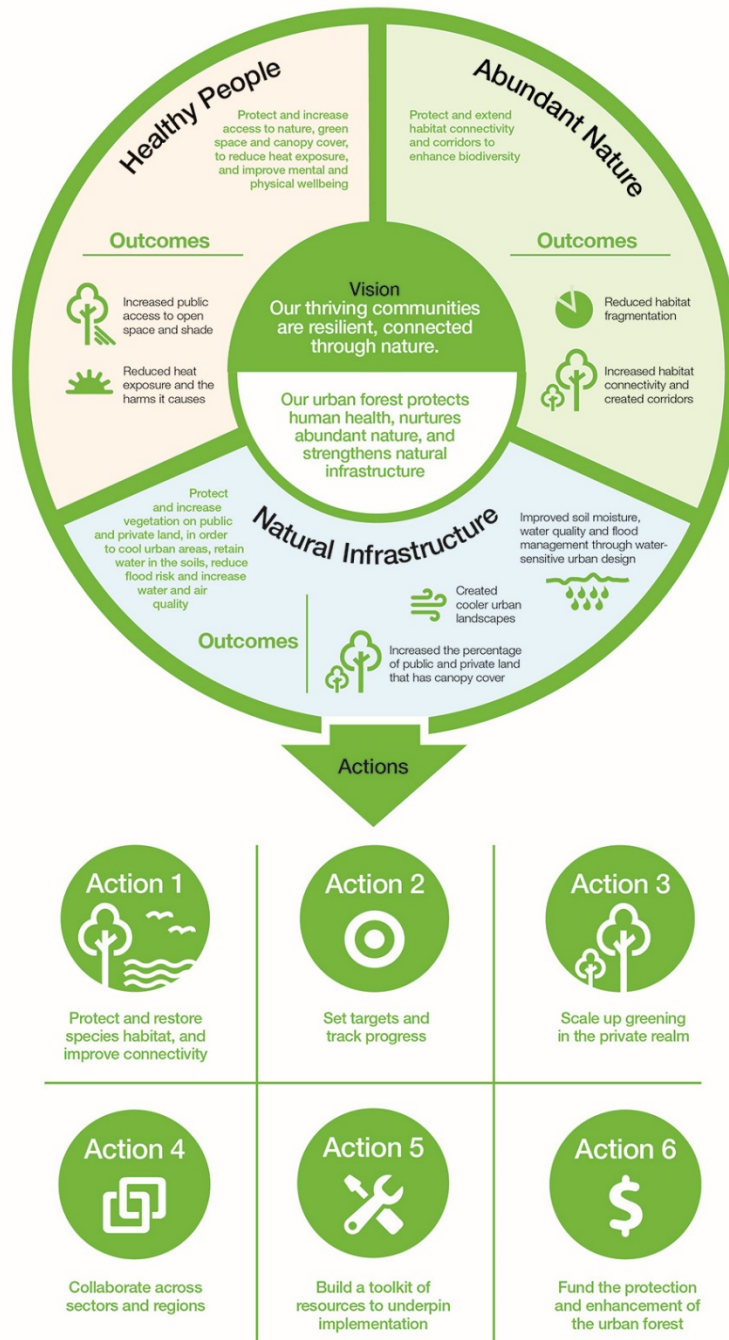 Healthy People
Protect and increase
access to nature, green
space and canopy cover,
to reduce heat exposure,
and improve mental and
physical wellbeing
Outcomes
Increased public
access to open
space and shade
Reduced heat
exposure and the
harms it causes
Abundant Nature
Protect and extend
habitat connectivity
and corridors to
enhance biodiversity
Outcomes
Reduced habitat
fragmentation
Increased habitat
connectivity and
created corridors
Vision
Our thriving communities
are resilient, connected
through nature.
Our urban forest protects
human health, nurtures
abundant nature, and
strengthens natural
infrastructure
Natural Infrastructure
Protect
and increase
vegetation on public
and private land, in order
to cool urban areas, retain
water in the soils, reduce
flood risk and increase
water and air
quality
Outcomes
Created
cooler urban
landscapes
Increased the percentage
of public and private land
that has canopy cover
Improved soil moisture,
water quality and flood
management through water-
sensitive urban design
Actions
Action 1
Protect and restore
species habitat, and
improve connectivity
Action 2
Set targets and
track progress
Action 3
Scale up greening
in the private realm
Action 4
Collaborate across
sectors and regions
Action 5
Build a toolkit of
resources to underpin
implementation
Action 6
$
Fund the protection
and enhancement of
the urban forest